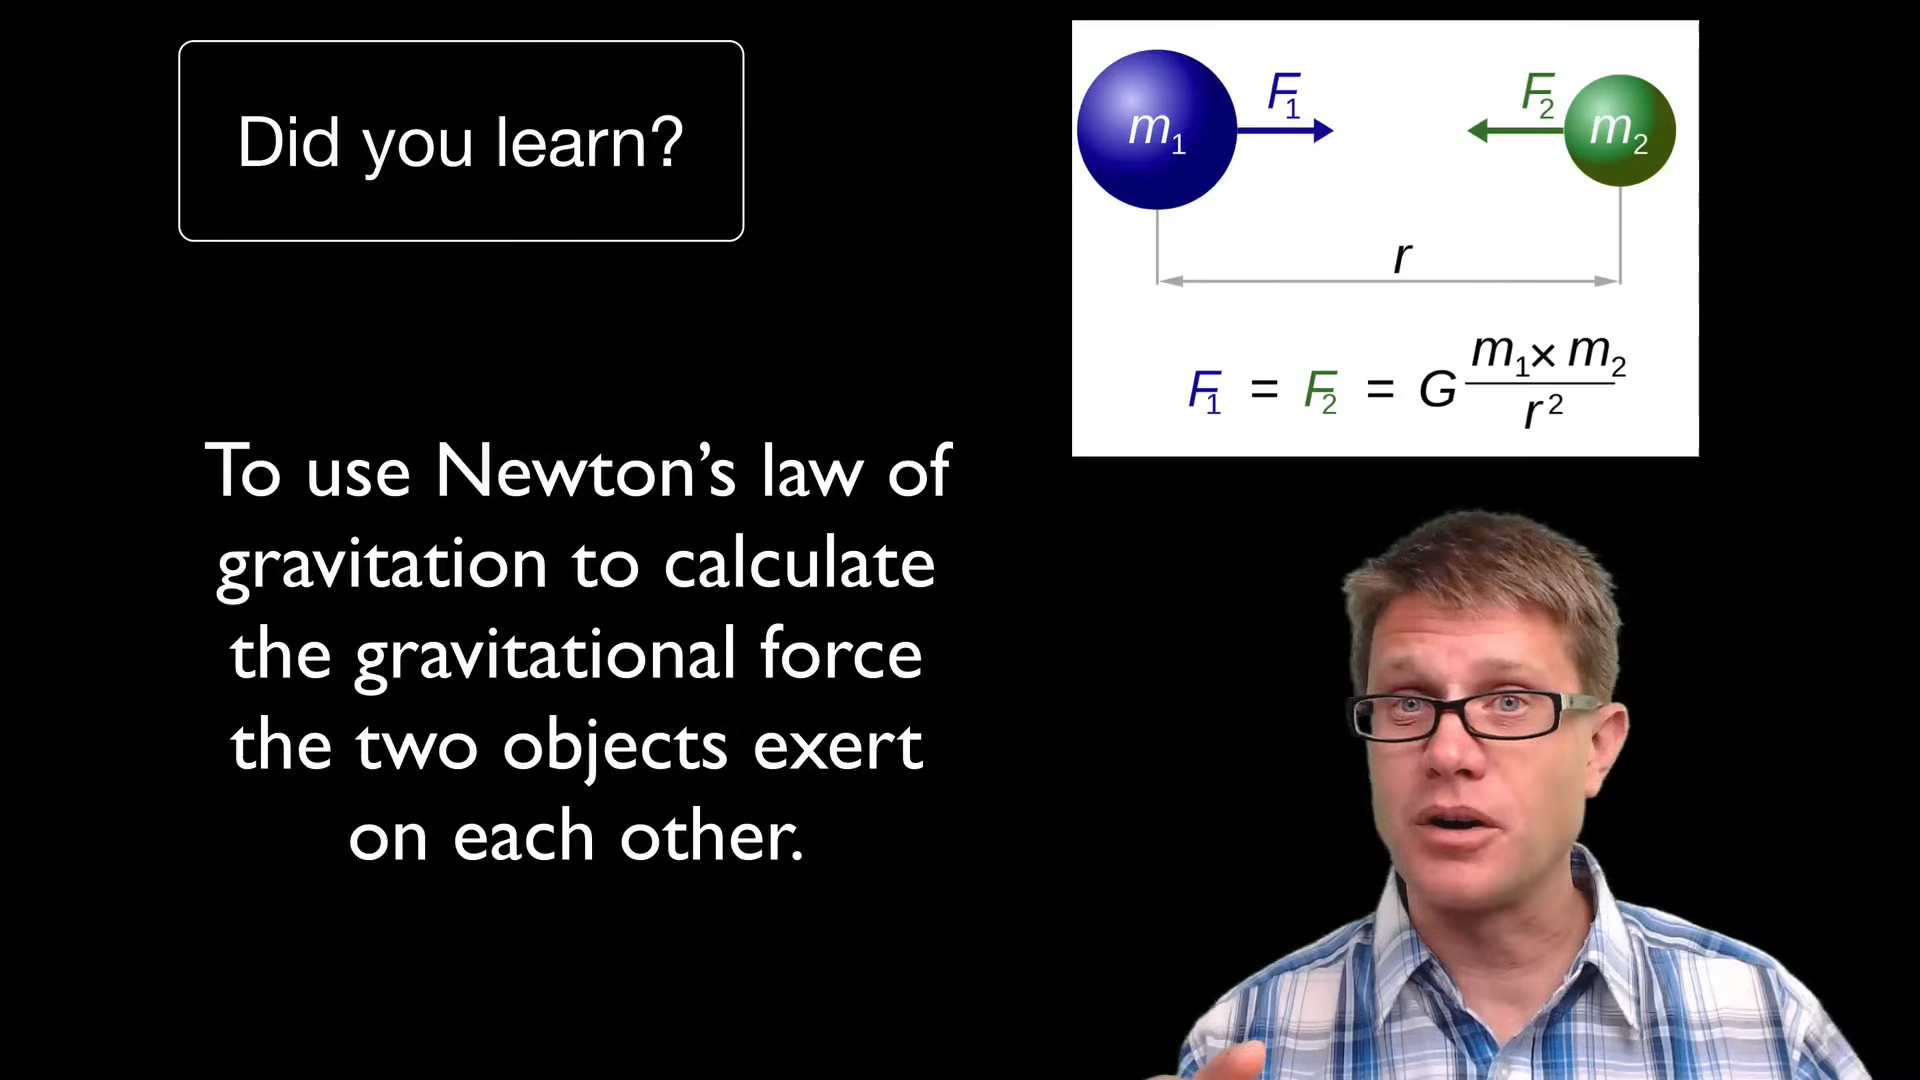 Did you learn?
m₁ F₁ F₂ m₂
r
F₁ = F₂ = G m₁ × m₂ / r²
To use Newton’s law of
gravitation to calculate
the gravitational force
the two objects exert
on each other.